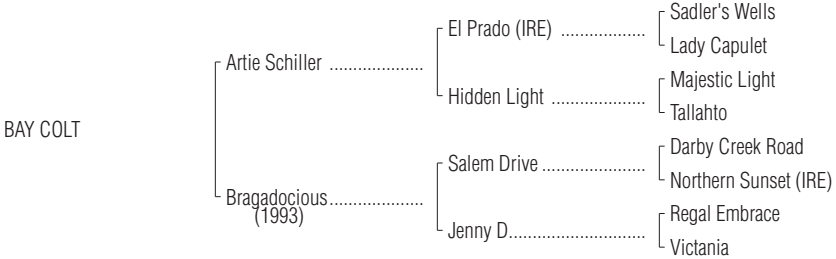 Sadler's Wells
El Prado (IRE) ...................
Lady Capulet
Artie Schiller ....................
Majestic Light
Hidden Light ....................
Tallahto
BAY COLT
Darby Creek Road
Salem Drive ......................
Northern Sunset (IRE)
Bragadocious....................
(1993)
Regal Embrace
Jenny D.............................
Victania